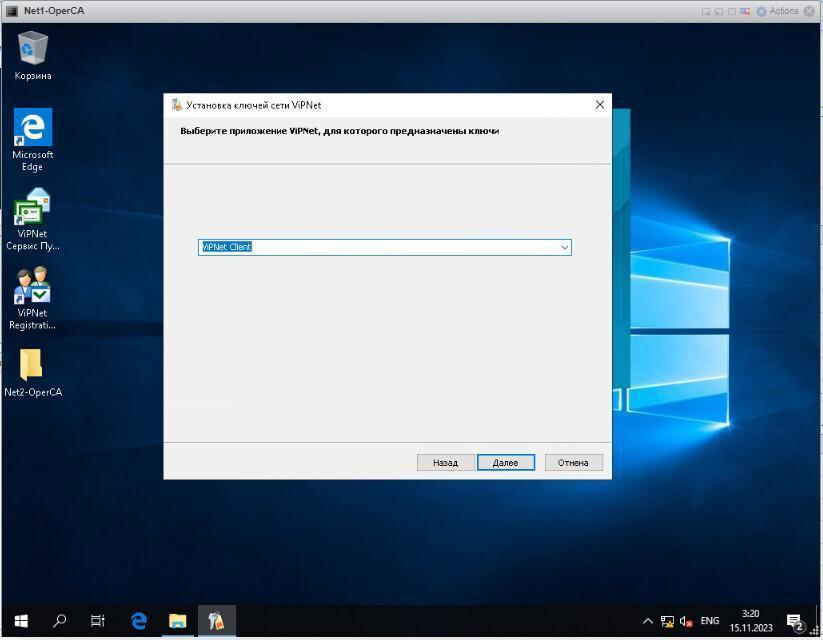 Net1-OperCA
Actions
Корзина
Microsoft
Edge
ViPNet
Сервис Пу...
ViPNet
Registrati...
Net2-OperCA
Установка ключей сети ViPNet
Выберите приложение ViPNet, для которого предназначены ключи
ViPNet Client
Назад
Далее
Отмена
ENG
3:20
15.11.2023
2